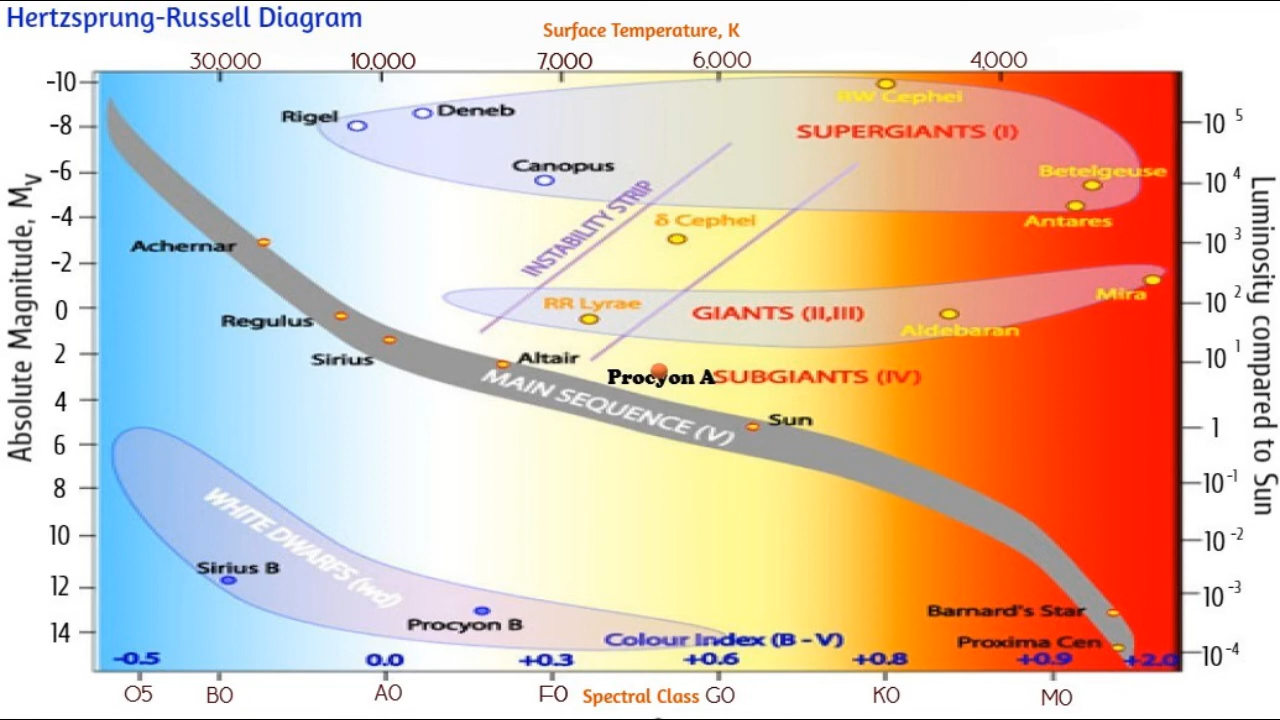 Hertzsprung-Russell Diagram
Surface Temperature, K
30,000 10,000 7,000 6,000 4,000
-10
-8
-6
-4
-2
0
2
4
6
8
10
12
14
Absolute Magnitude, Mv
BW Cephei
Rigel
Deneb
SUPERGIANTS (I)
Canopus
Betelgeuse
INSTABILITY STRIP
δ Cephei
Antares
Achernar
RR Lyrae
GIANTS (II,III)
Mira
Regulus
Aldebaran
Sirius
Altair
Procyon A
SUBGIANTS (IV)
MAIN SEQUENCE (V)
Sun
WHITE DWARFS (wd)
Sirius B
Procyon B
Barnard's Star
Colour Index (B - V)
Proxima Cen
-0.5 0.0 +0.3 +0.6 +0.8 +0.9 +2.0
10 5
10 4
10 3
10 2
10 1
1
10 -1
10 -2
10 -3
10 -4
Luminosity compared to Sun
O5 B0 A0 F0 Spectral Class G0 K0 M0